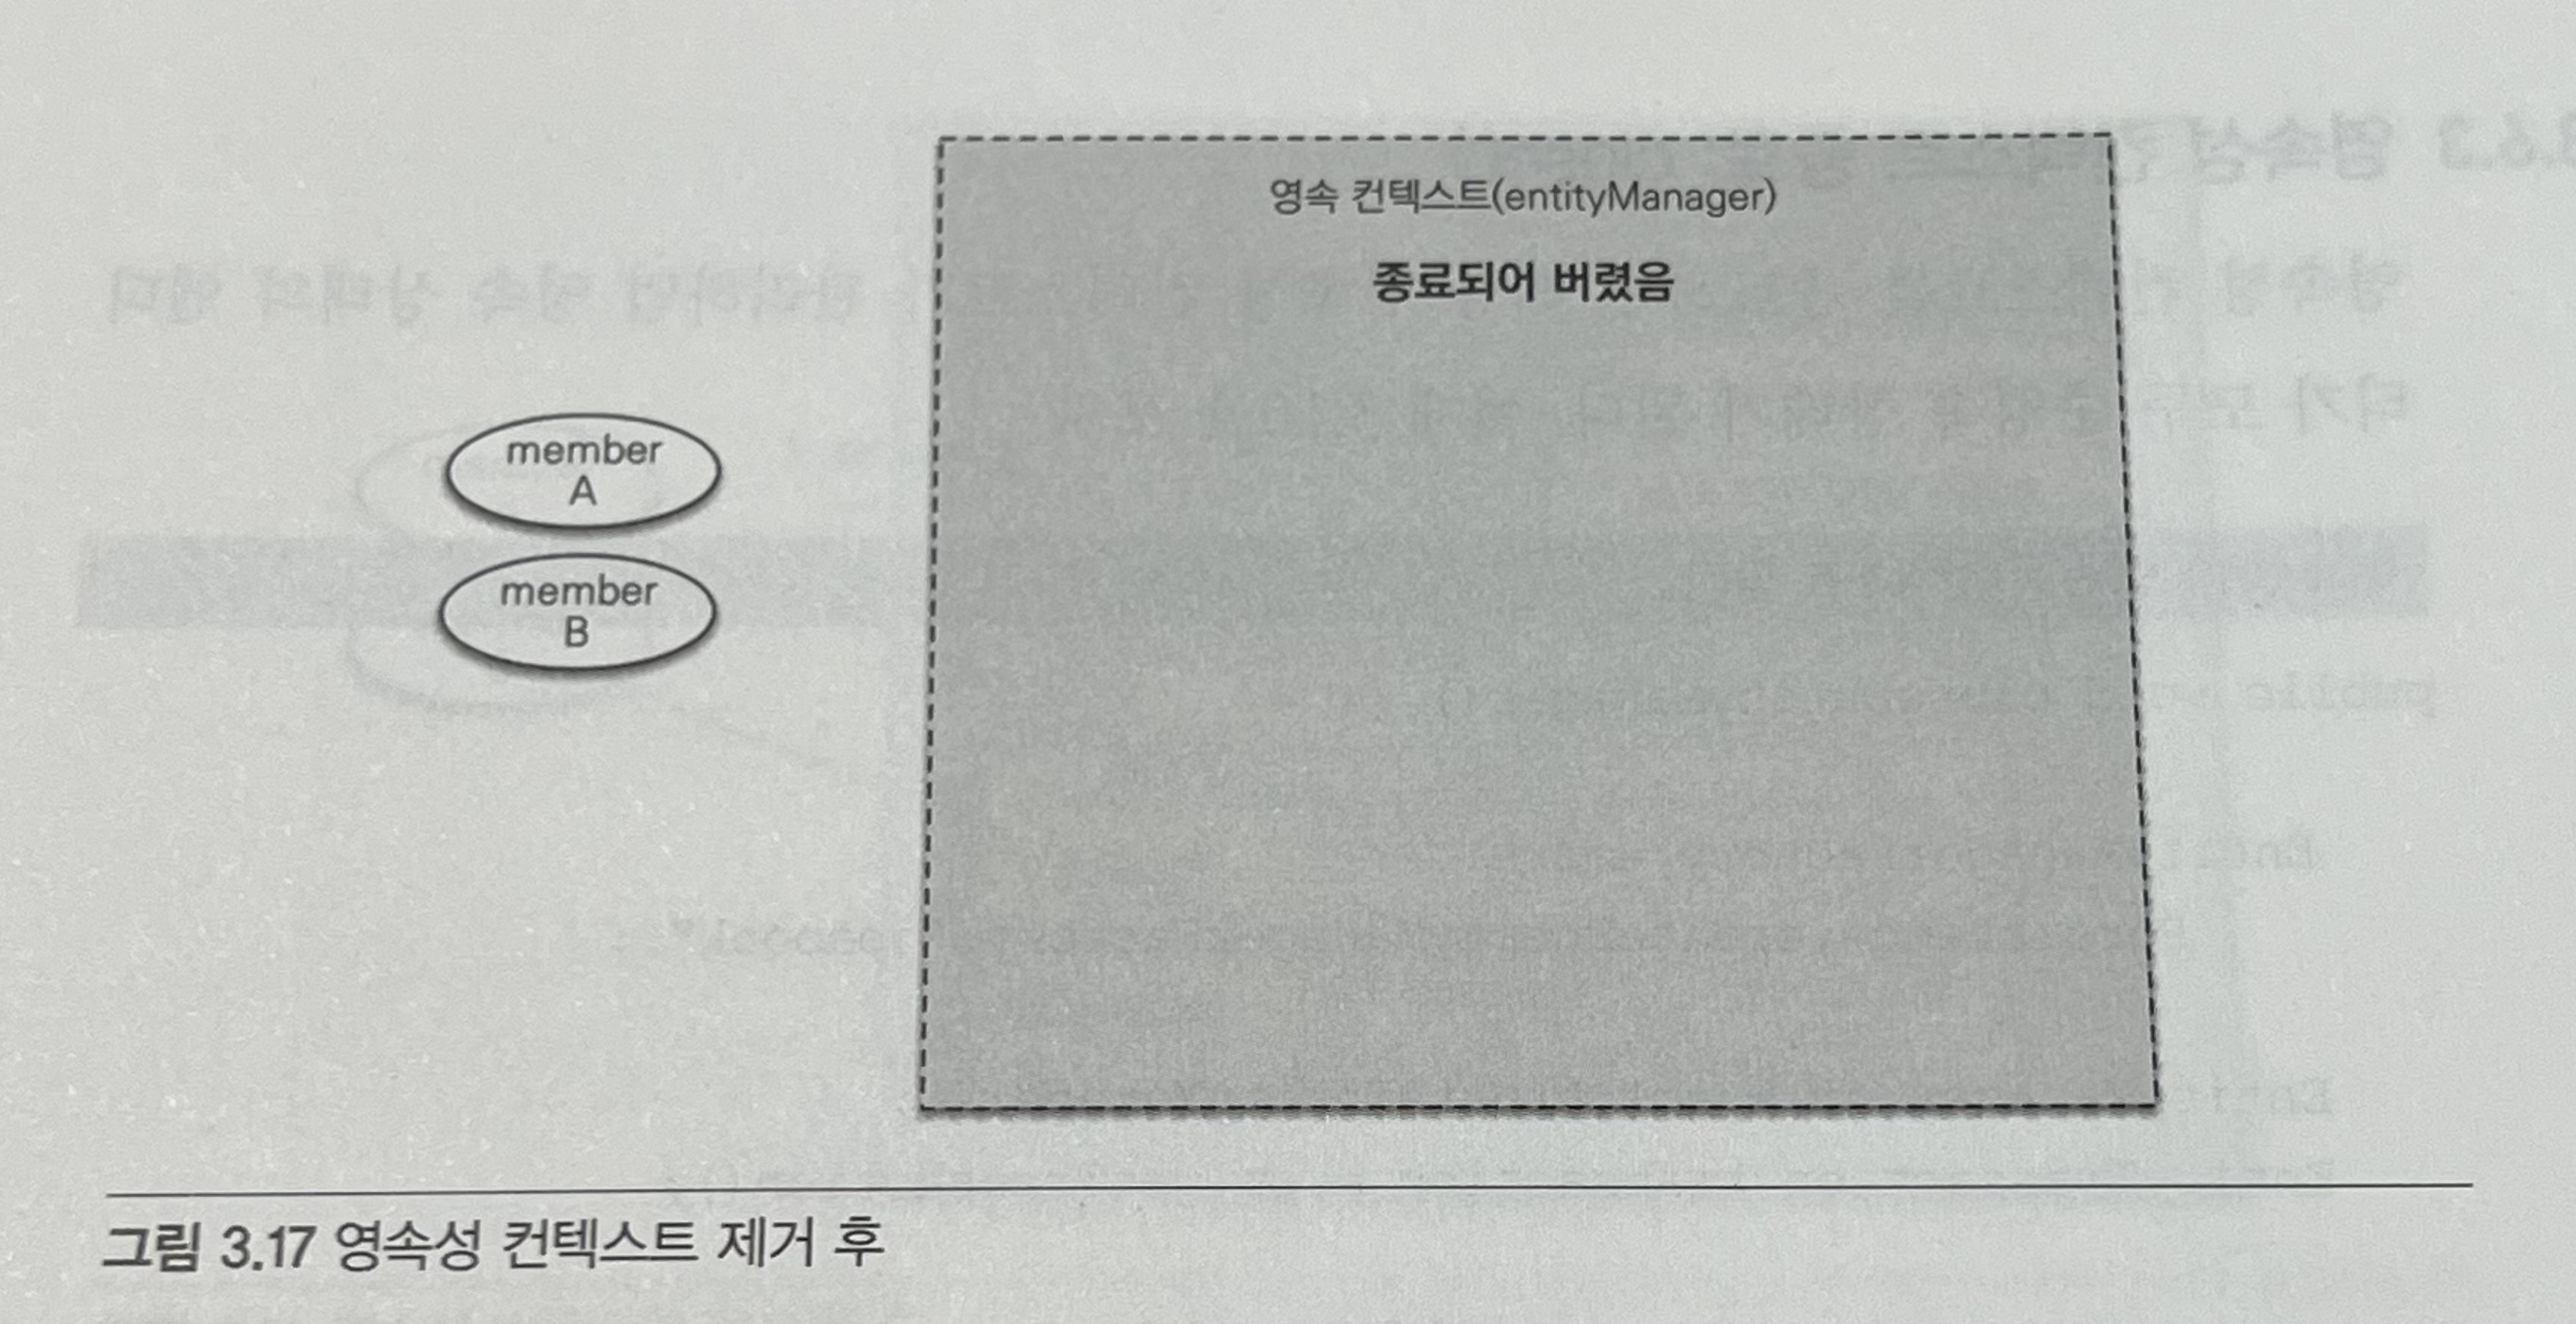 영속 컨텍스트(entityManager)
종료되어 버렸음
member
A
member
B
그림 3.17 영속성 컨텍스트 제거 후